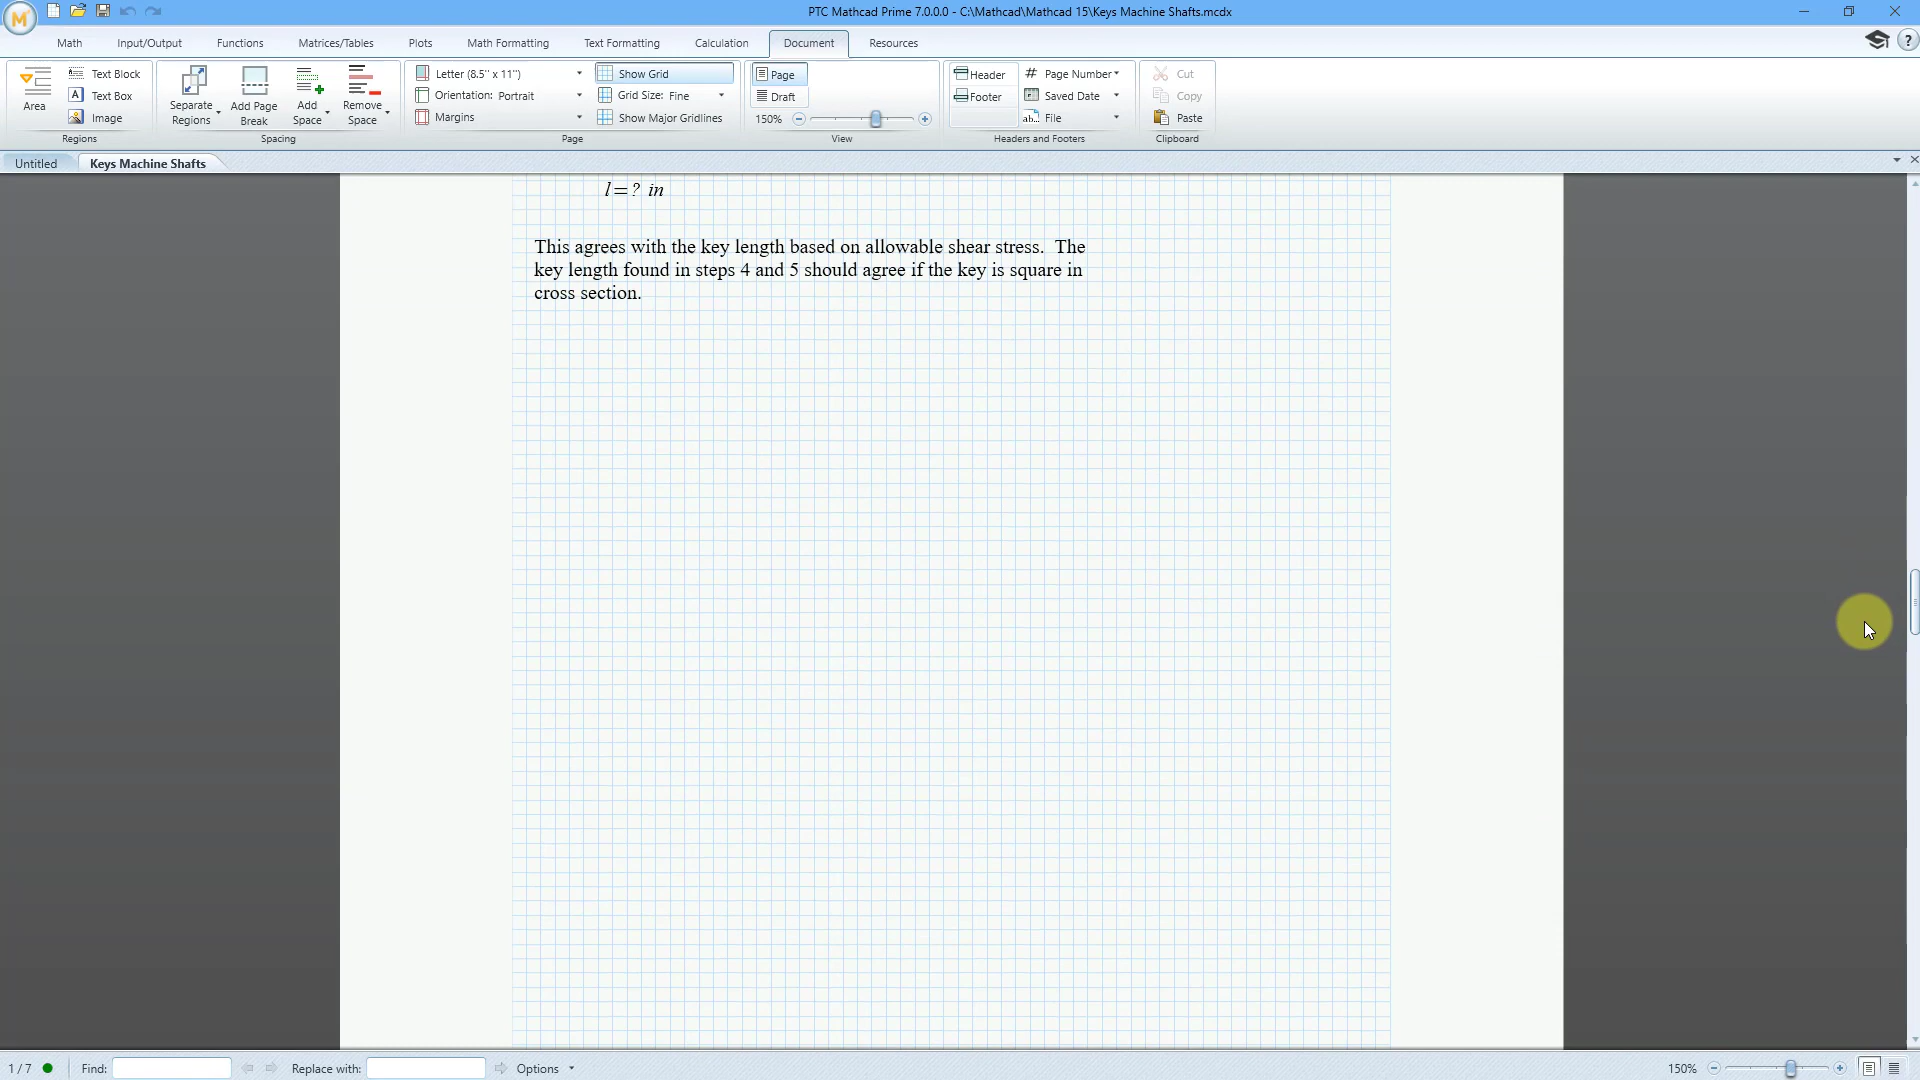 PTC Mathcad Prime 7.0.0.0 - C:\Mathcad\Mathcad 15\Keys Machine Shafts.mcdx
Math Input/Output Functions Matrices/Tables Plots Math Formatting Text Formatting Calculation Document Resources
Area
Text Block
Text Box
Image
Regions
Separate Regions
Add Page Break
Add Space
Remove Space
Spacing
Letter (8.5" x 11")
Orientation: Portrait
Margins
Show Grid
Grid Size: Fine
Show Major Gridlines
Page
Page
Draft
150%
View
Header
Footer
# Page Number
Saved Date
File
Headers and Footers
Cut
Copy
Paste
Clipboard
Untitled Keys Machine Shafts
l=? in
This agrees with the key length based on allowable shear stress. The
key length found in steps 4 and 5 should agree if the key is square in
cross section.
1 / 7 Find: Replace with: Options 150%